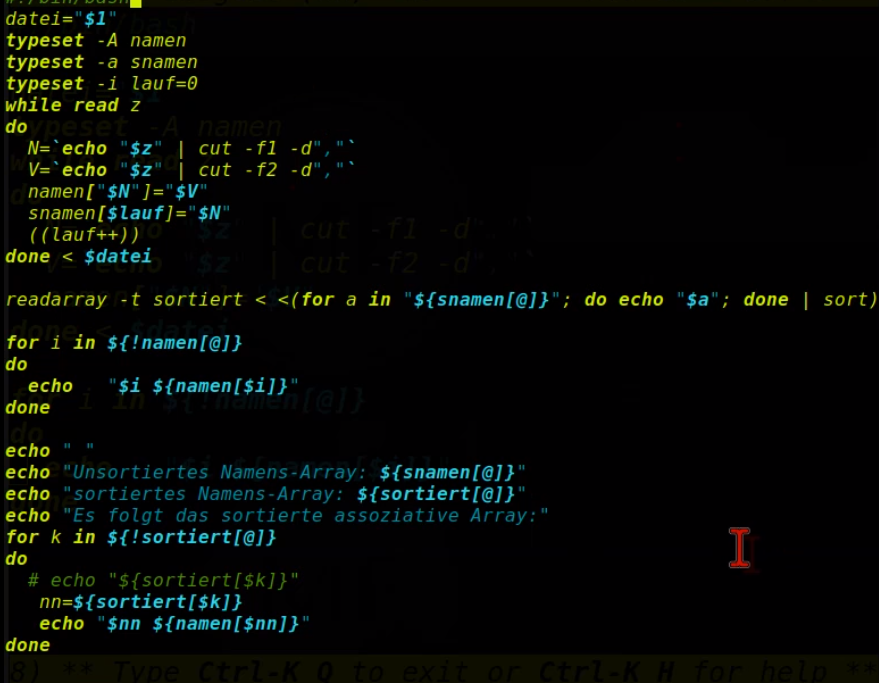 #!/bin/bash
datei="$1"
typeset -A namen
typeset -a snamen
typeset -i lauf=0
while read z
do
  N=`echo "$z" | cut -f1 -d","`
  V=`echo "$z" | cut -f2 -d","`
  namen["$N"]="$V"
  snamen[$lauf]="$N"
  ((lauf++))
done < $datei

readarray -t sortiert < <(for a in "${snamen[@]}"; do echo "$a"; done | sort)

for i in ${!namen[@]}
do
  echo   "$i ${namen[$i]}"
done

echo " "
echo "Unsortiertes Namens-Array: ${snamen[@]}"
echo "sortiertes Namens-Array: ${sortiert[@]}"
echo "Es folgt das sortierte assoziative Array:"
for k in ${!sortiert[@]}
do
  # echo "${sortiert[$k]}"
   nn=${sortiert[$k]}
   echo "$nn ${namen[$nn]}"
done
8) ** Type Ctrl-K Q to exit or Ctrl-K H for help **